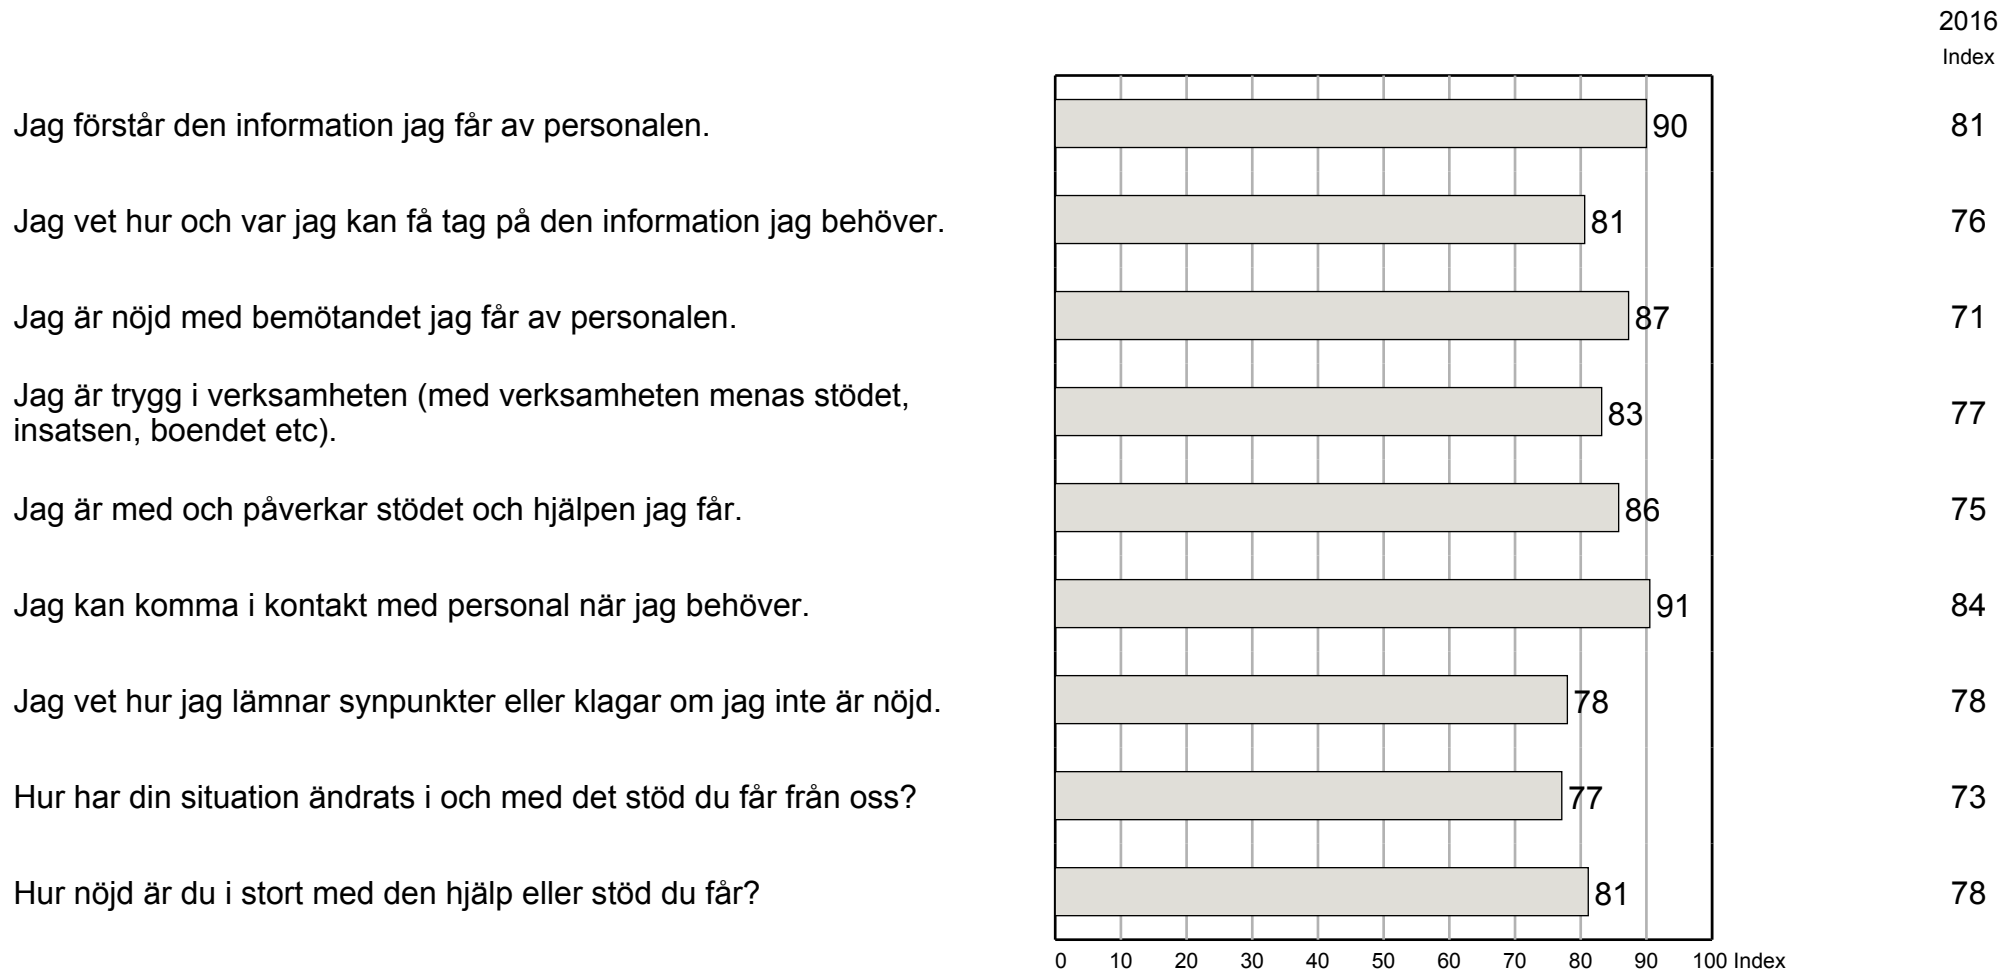 2016
Index
Jag förstår den information jag får av personalen. 90 81
Jag vet hur och var jag kan få tag på den information jag behöver. 81 76
Jag är nöjd med bemötandet jag får av personalen. 87 71
Jag är trygg i verksamheten (med verksamheten menas stödet,
insatsen, boendet etc). 83 77
Jag är med och påverkar stödet och hjälpen jag får. 86 75
Jag kan komma i kontakt med personal när jag behöver. 91 84
Jag vet hur jag lämnar synpunkter eller klagar om jag inte är nöjd. 78 78
Hur har din situation ändrats i och med det stöd du får från oss? 77 73
Hur nöjd är du i stort med den hjälp eller stöd du får? 81 78
0 10 20 30 40 50 60 70 80 90 100 Index